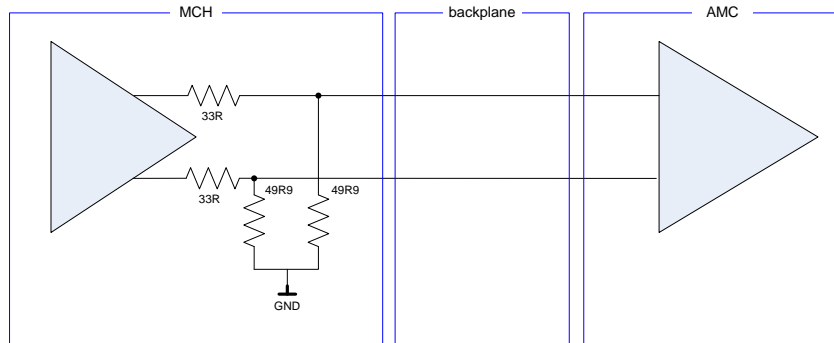 MCH
backplane
AMC
33R
33R
49R9
49R9
GND